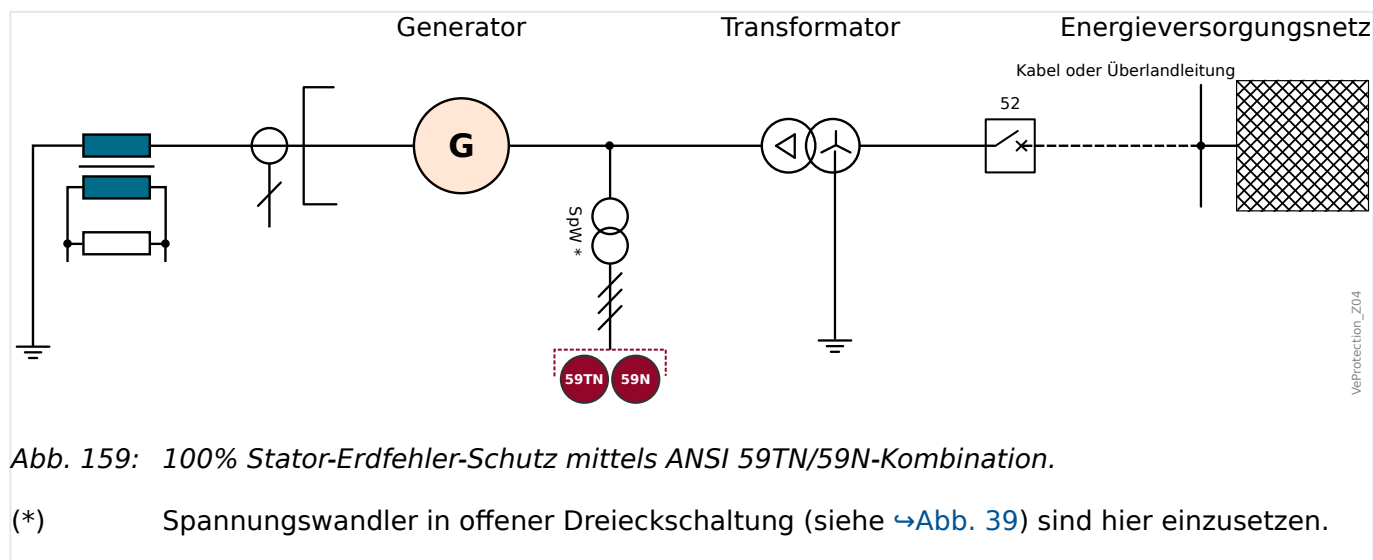 Generator Transformator Energieversorgungsnetz
Kabel oder Überlandleitung
52
G
SpW *
59TN 59N
VeProtection_Z04
Abb. 159: 100% Stator-Erdfehler-Schutz mittels ANSI 59TN/59N-Kombination.
(*) Spannungswandler in offener Dreieckschaltung (siehe ↪Abb. 39) sind hier einzusetzen.